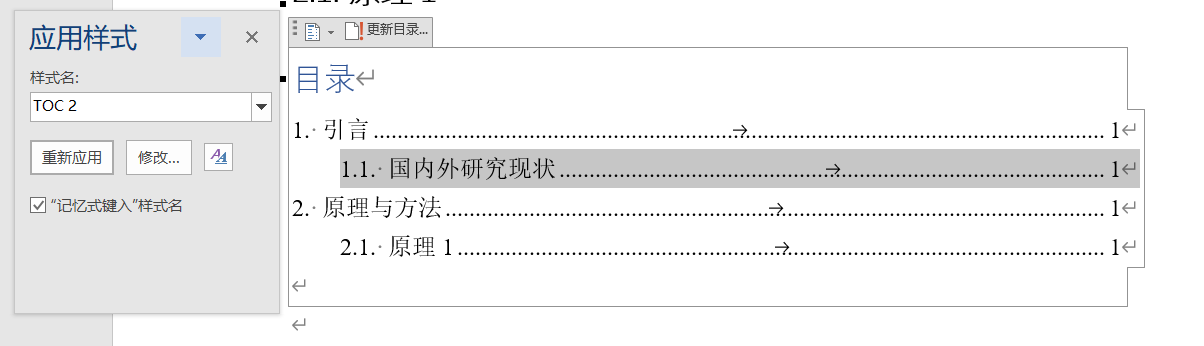 2.1. 原理 1
应用样式
样式名:
TOC 2
重新应用
修改...
“记忆式键入”样式名
更新目录...
目录
1. 引言 1
1.1. 国内外研究现状 1
2. 原理与方法 1
2.1. 原理 1 1